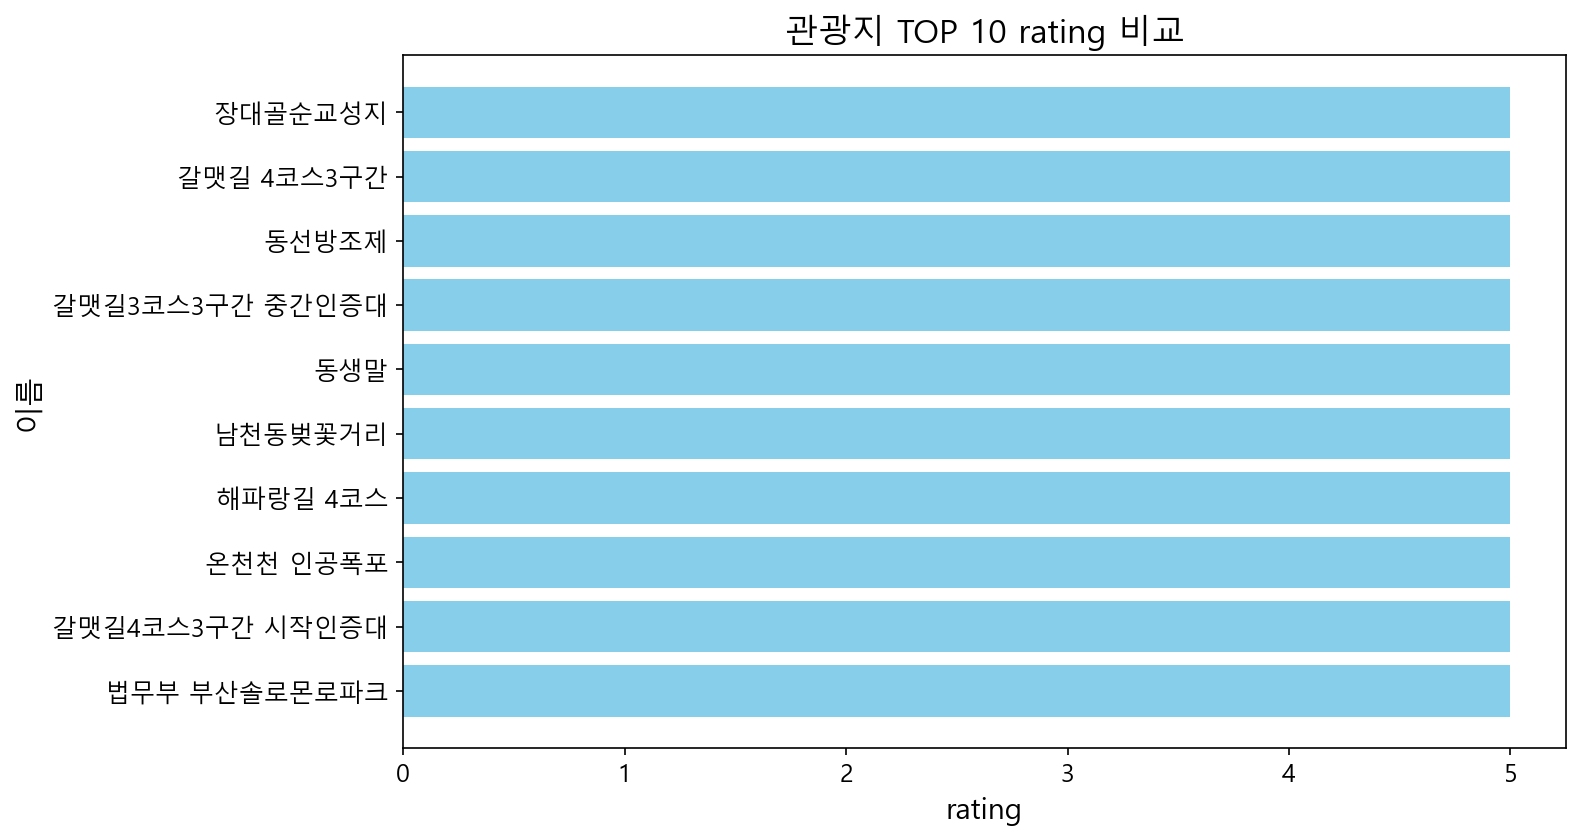 관광지 TOP 10 rating 비교
장대골순교성지
갈맷길 4코스3구간
동선방조제
갈맷길3코스3구간 중간인증대
동생말
남천동벚꽃거리
해파랑길 4코스
온천천 인공폭포
갈맷길4코스3구간 시작인증대
법무부 부산솔로몬로파크
이름
0 1 2 3 4 5
rating